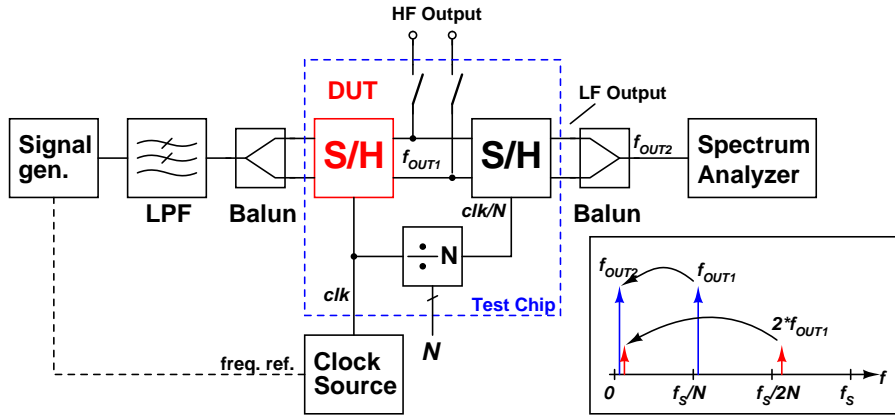 HF Output
DUT
LF Output
Signal
gen.
LPF
Balun
S/H
fOUT1
S/H
Balun
fOUT2
Spectrum
Analyzer
clk/N
÷ N
clk
Test Chip
N
freq. ref.
Clock
Source
fOUT2
fOUT1
2*fOUT1
0
fS/N
fS/2N
fS
f